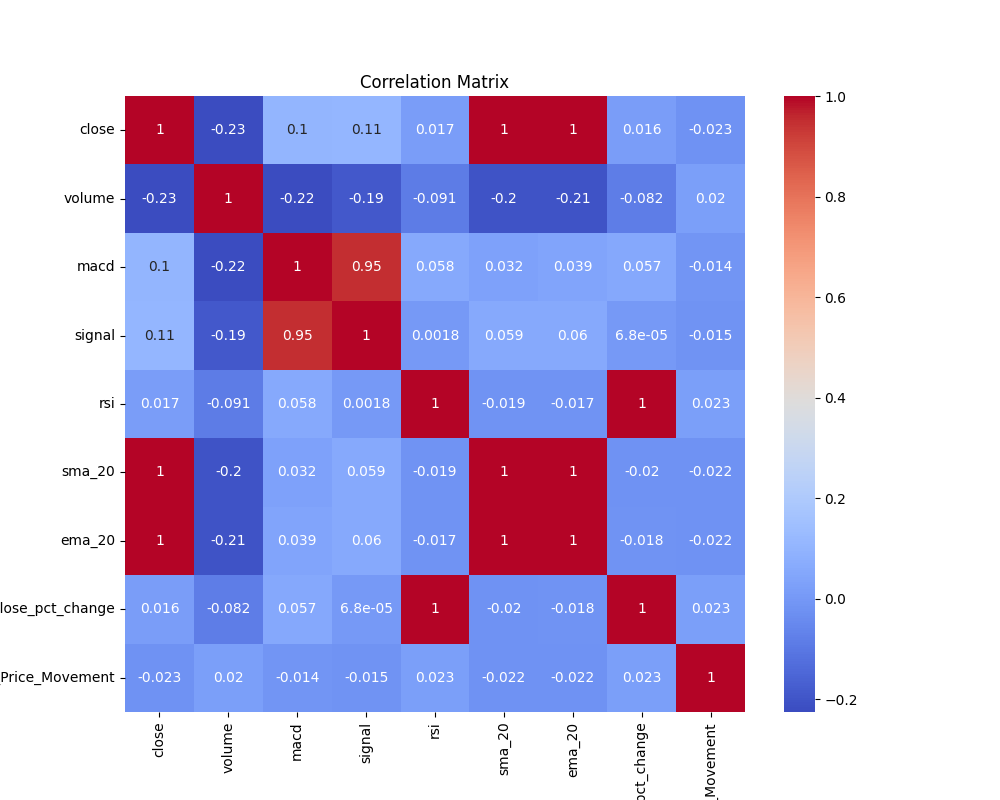 Correlation Matrix
close 1 -0.23 0.1 0.11 0.017 1 1 0.016 -0.023
volume -0.23 1 -0.22 -0.19 -0.091 -0.2 -0.21 -0.082 0.02
macd 0.1 -0.22 1 0.95 0.058 0.032 0.039 0.057 -0.014
signal 0.11 -0.19 0.95 1 0.0018 0.059 0.06 6.8e-05 -0.015
rsi 0.017 -0.091 0.058 0.0018 1 -0.019 -0.017 1 0.023
sma_20 1 -0.2 0.032 0.059 -0.019 1 1 -0.02 -0.022
ema_20 1 -0.21 0.039 0.06 -0.017 1 1 -0.018 -0.022
lose_pct_change 0.016 -0.082 0.057 6.8e-05 1 -0.02 -0.018 1 0.023
_Price_Movement -0.023 0.02 -0.014 -0.015 0.023 -0.022 -0.022 0.023 1
close volume macd signal rsi sma_20 ema_20 pct_change _Movement
1.0
0.8
0.6
0.4
0.2
0.0
−0.2